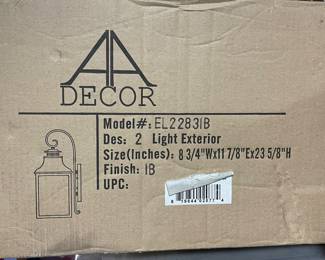 AA
DECOR
Model#: EL2283IB
Des: 2 Light Exterior
Size(Inches): 8 3/4"Wx11 7/8"Ex23 5/8"H
Finish: IB
UPC: